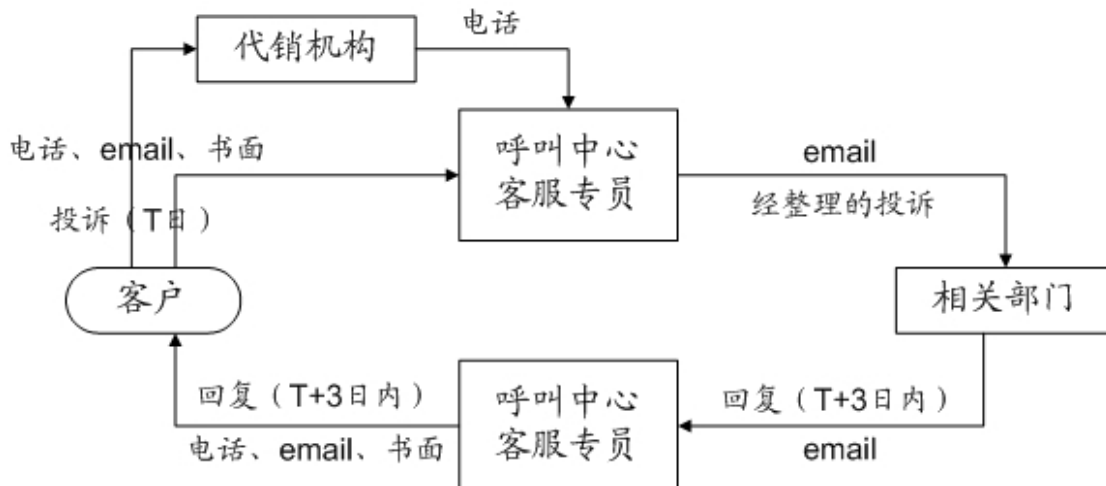 电话
代销机构
电话、email、书面
呼叫中心
客服专员
email
投诉（T日）
经整理的投诉
客户
相关部门
回复（T+3日内）
呼叫中心
客服专员
回复（T+3日内）
电话、email、书面
email